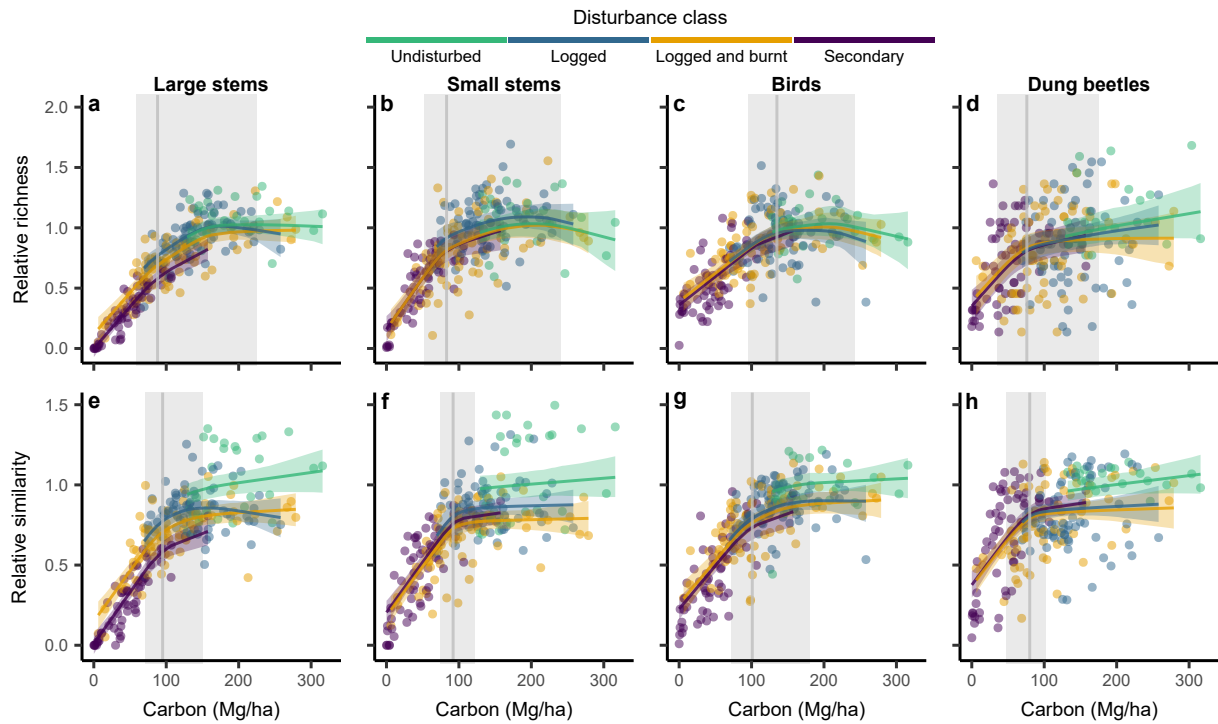 Disturbance class
Undisturbed Logged Logged and burnt Secondary
Large stems Small stems Birds Dung beetles
a b c d
Relative richness
2.0
1.5
1.0
0.5
0.0
e f g h
Relative similarity
1.5
1.0
0.5
0.0
0 100 200 300 0 100 200 300 0 100 200 300 0 100 200 300
Carbon (Mg/ha) Carbon (Mg/ha) Carbon (Mg/ha) Carbon (Mg/ha)